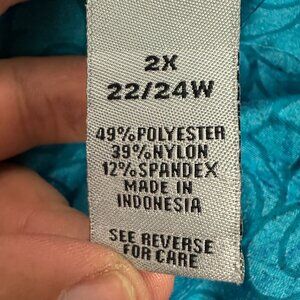 2X
22/24W
49%POLYESTER
39%NYLON
12%SPANDEX
MADE IN
INDONESIA
SEE REVERSE
FOR CARE